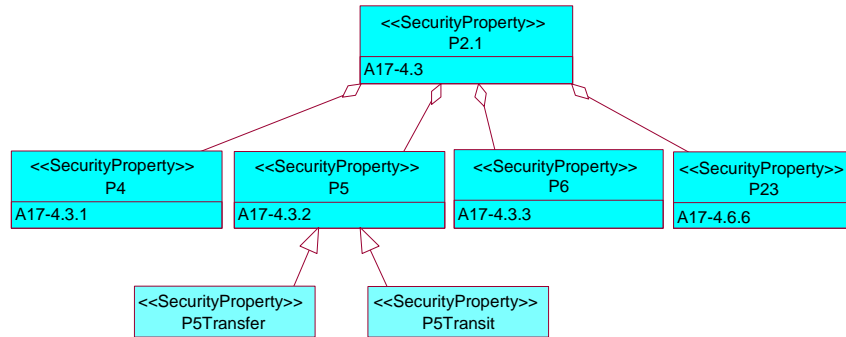 <<SecurityProperty>>
P2.1
A17-4.3
<<SecurityProperty>>
P4
A17-4.3.1
<<SecurityProperty>>
P5
A17-4.3.2
<<SecurityProperty>>
P6
A17-4.3.3
<<SecurityProperty>>
P23
A17-4.6.6
<<SecurityProperty>>
P5Transfer
<<SecurityProperty>>
P5Transit